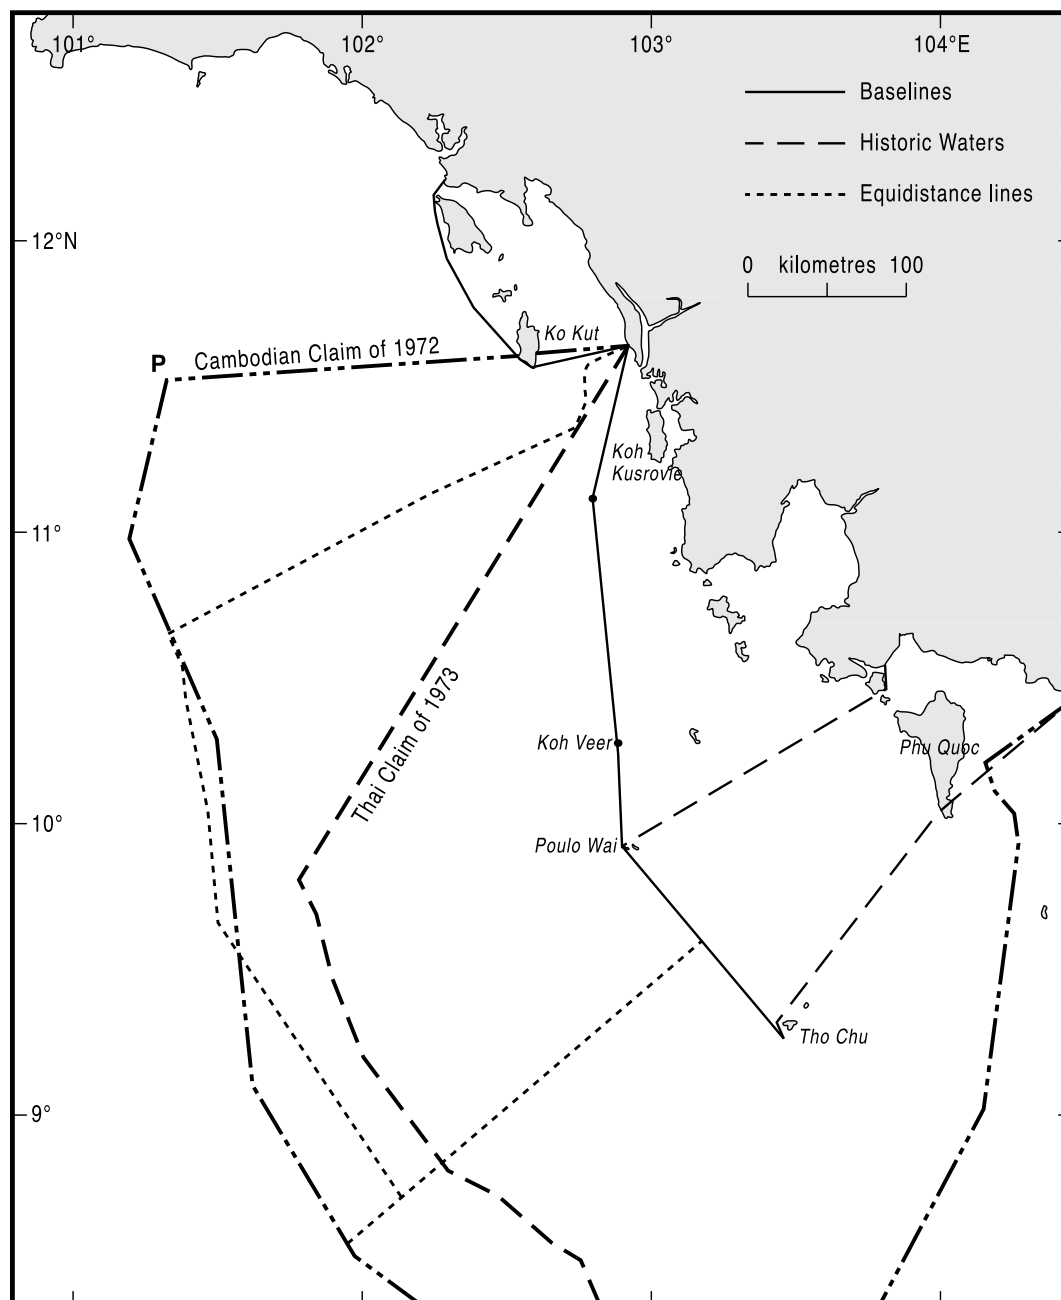 101°
102°
103°
104°E
Baselines
Historic Waters
Equidistance lines
12°N
0 kilometres 100
Ko Kut
P
Cambodian Claim of 1972
Koh
Kusrovie
11°
Thai Claim of 1973
Koh Veer
Phu Quoc
10°
Poulo Wai
Tho Chu
9°